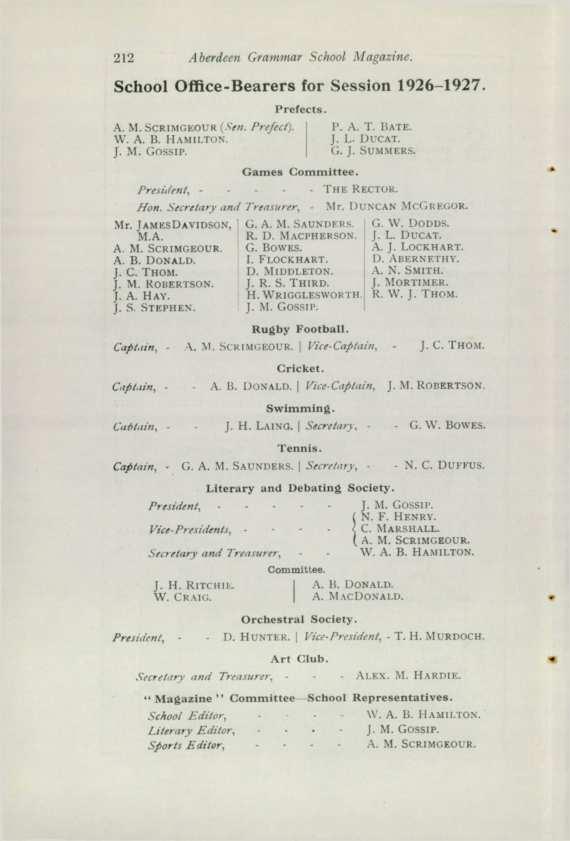 212 Aberdeen Grammar School Magazine.
School Office-Bearers for Session 1926–1927.
Prefects.
A. M. SCRIMGEOUR (Sen. Prefect). P. A. T. BATE.
W. A. B. HAMILTON. J. L. DUCAT.
J. M. GOSSIP. G. J. SUMMERS.
Games Committee.
President, - - - - - THE RECTOR.
Hon. Secretary and Treasurer, - Mr. DUNCAN MCGREGOR.
Mr. JAMES DAVIDSON, G. A. M. SAUNDERS. G. W. DODDS.
M.A. R. D. MACPHERSON. J. L. DUCAT.
A. M. SCRIMGEOUR. G. BOWES. A. J. LOCKHART.
A. B. DONALD. I. FLOCKHART. D. ABERNETHY.
J. C. THOM. D. MIDDLETON. A. N. SMITH.
J. M. ROBERTSON. J. R. S. THIRD. J. MORTIMER.
J. A. HAY. H. WRIGGLESWORTH. R. W. J. THOM.
J. S. STEPHEN. J. M. GOSSIP.
Rugby Football.
Captain, - A. M. SCRIMGEOUR. | Vice-Captain, - J. C. THOM.
Cricket.
Captain, - - A. B. DONALD. | Vice-Captain, J. M. ROBERTSON.
Swimming.
Captain, - - J. H. LAING. | Secretary, - - G. W. BOWES.
Tennis.
Captain, - G. A. M. SAUNDERS. | Secretary, - - N. C. DUFFUS.
Literary and Debating Society.
President, - - - - - J. M. GOSSIP.
N. F. HENRY.
Vice-Presidents, - - - - C. MARSHALL.
A. M. SCRIMGEOUR.
Secretary and Treasurer, - - W. A. B. HAMILTON.
Committee.
J. H. RITCHIE. A. B. DONALD.
W. CRAIG. A. MACDONALD.
Orchestral Society.
President, - - D. HUNTER. | Vice-President, - T. H. MURDOCH.
Art Club.
Secretary and Treasurer, - - - ALEX. M. HARDIE.
"Magazine" Committee—School Representatives.
School Editor, - - - - W. A. B. HAMILTON.
Literary Editor, - - - - J. M. GOSSIP.
Sports Editor, - - - - A. M. SCRIMGEOUR.